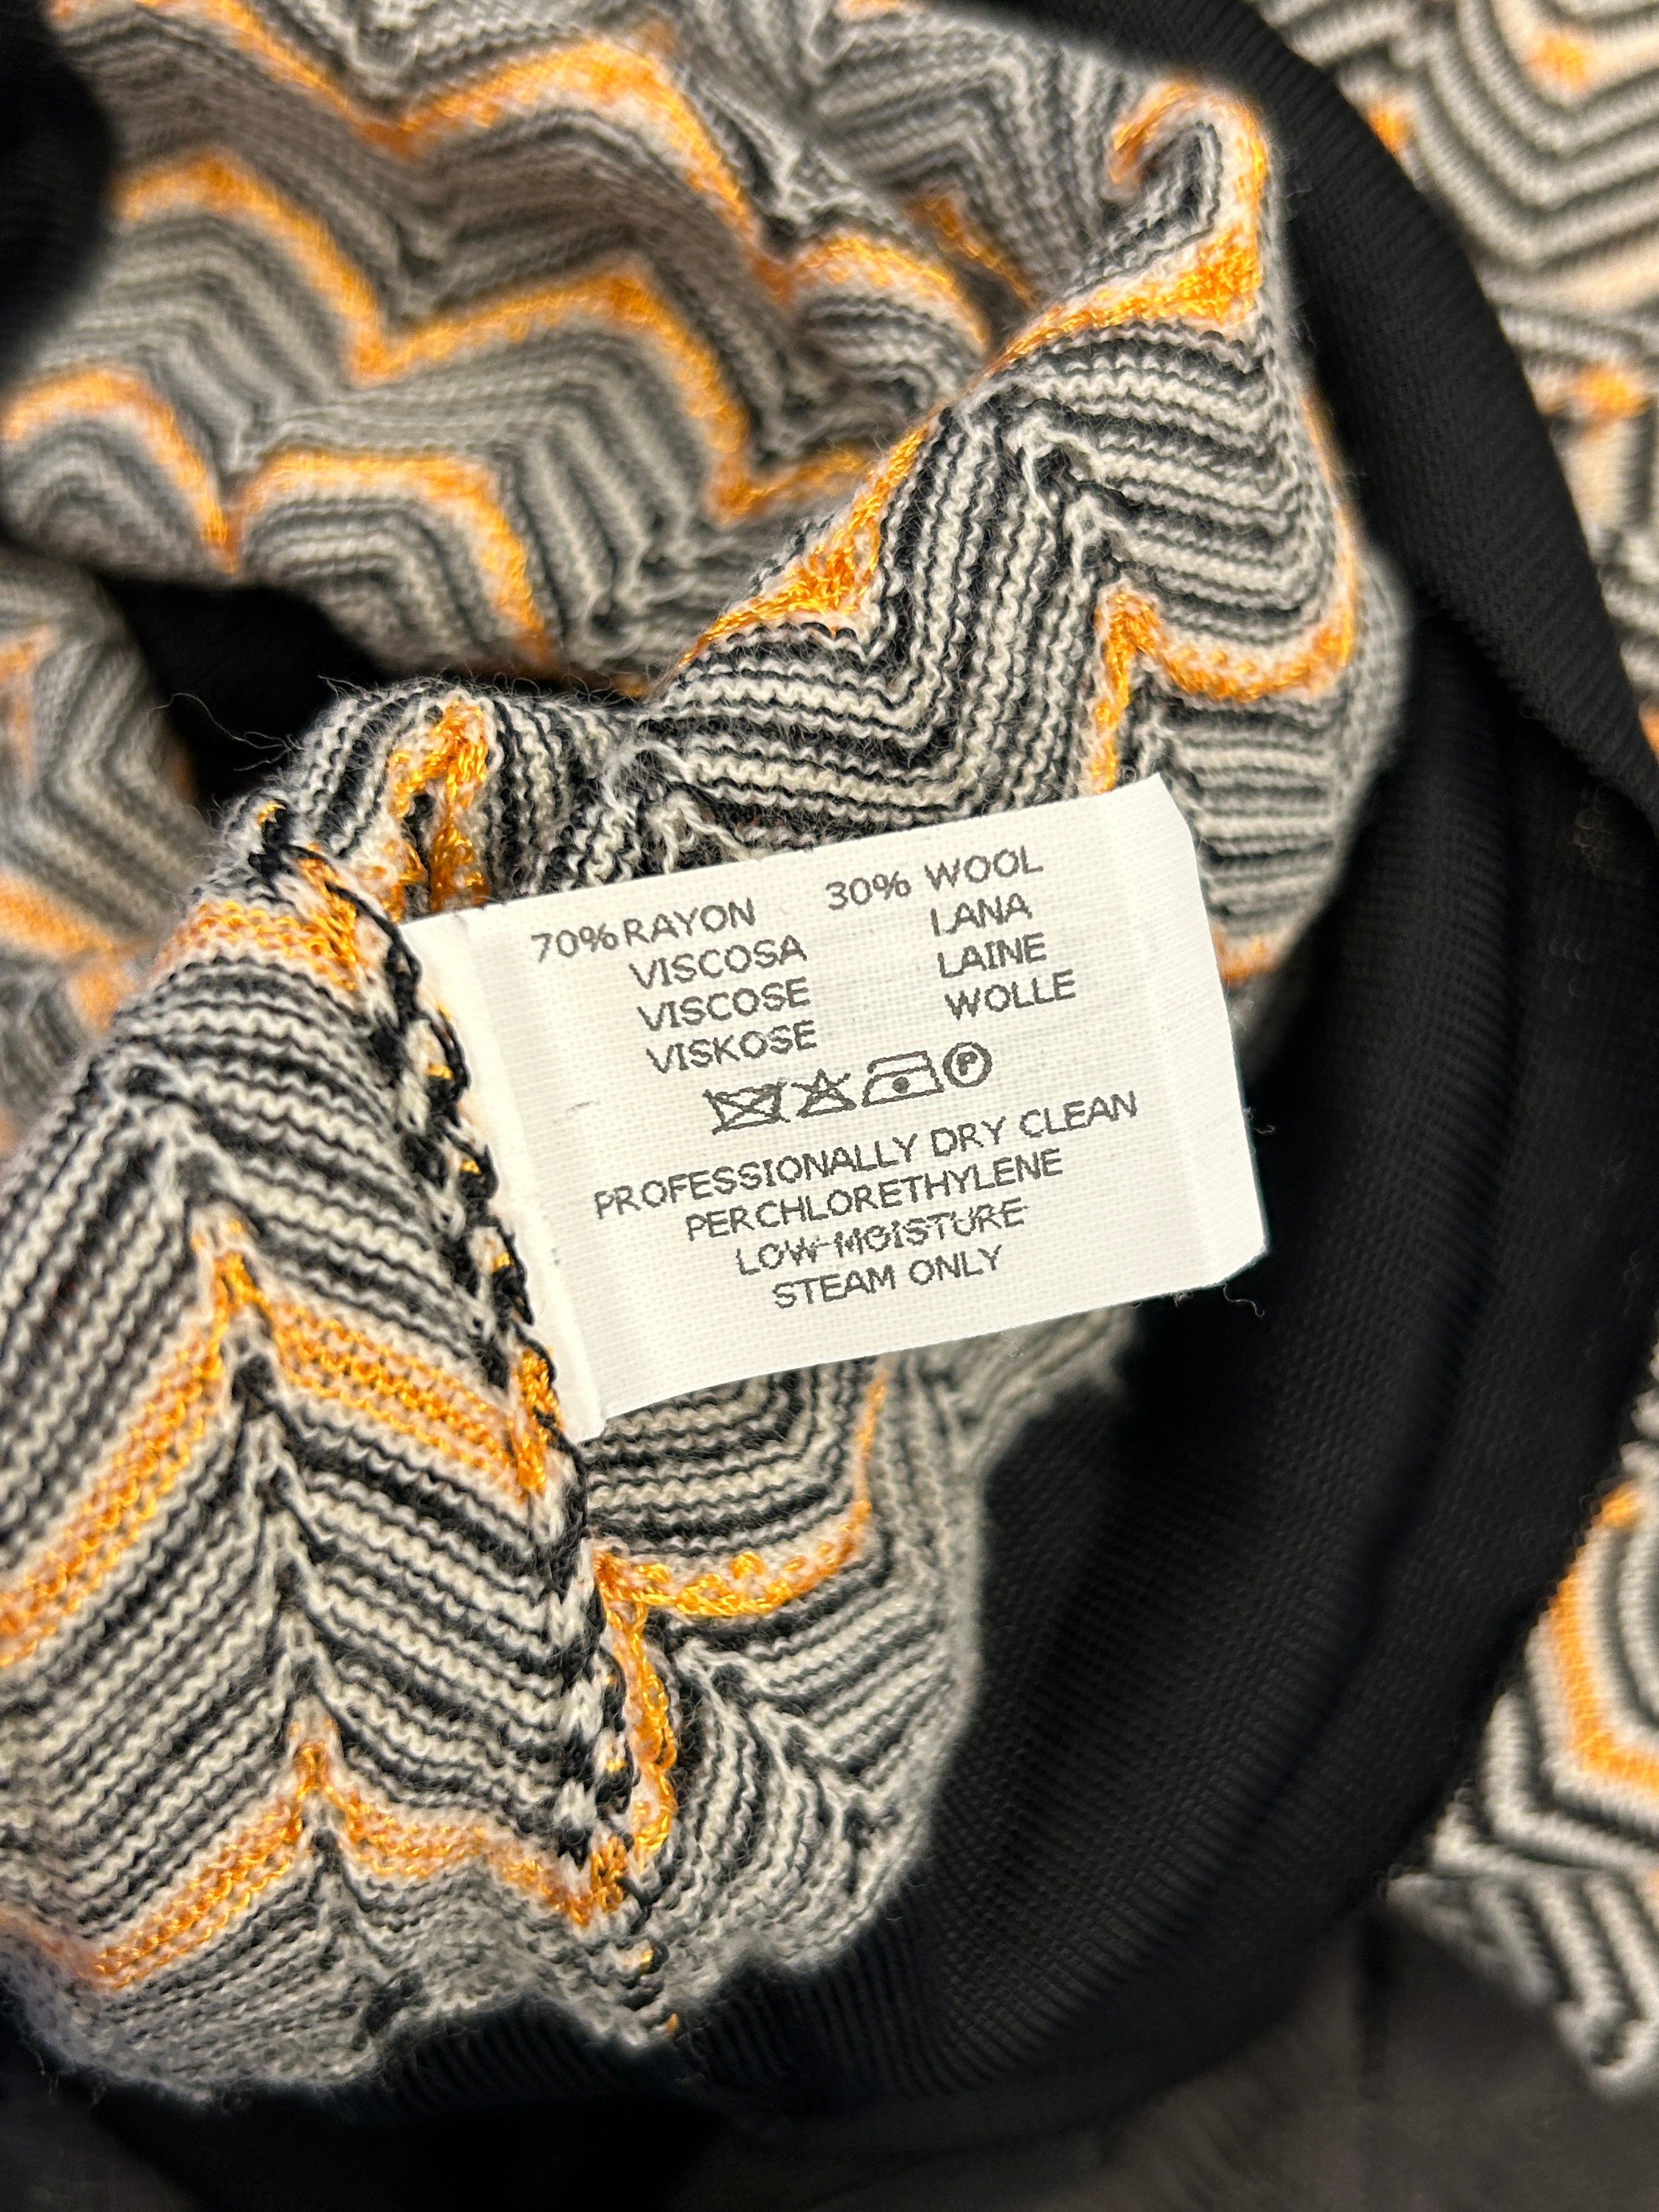 70% RAYON 30% WOOL
VISCOSA LANA
VISCOSE LAINE
VISKOSE WOLLE
P
PROFESSIONALLY DRY CLEAN
PERCHLORETHYLENE
LOW-MOISTURE
STEAM ONLY